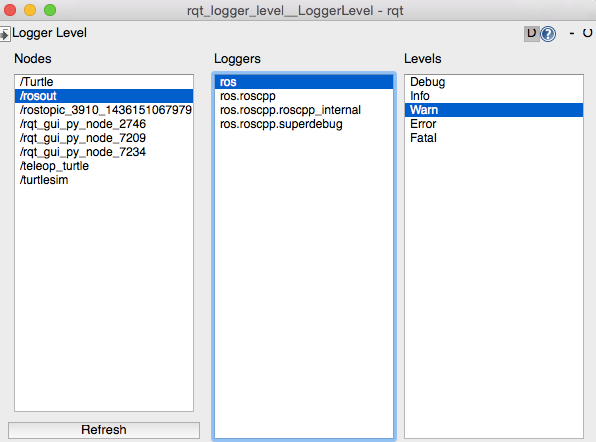 rqt_logger_level__LoggerLevel - rqt
Logger Level
D ? - O
Nodes
/Turtle
/rosout
/rostopic_3910_1436151067979
/rqt_gui_py_node_2746
/rqt_gui_py_node_7209
/rqt_gui_py_node_7234
/teleop_turtle
/turtlesim
Refresh
Loggers
ros
ros.roscpp
ros.roscpp.roscpp_internal
ros.roscpp.superdebug
Levels
Debug
Info
Warn
Error
Fatal